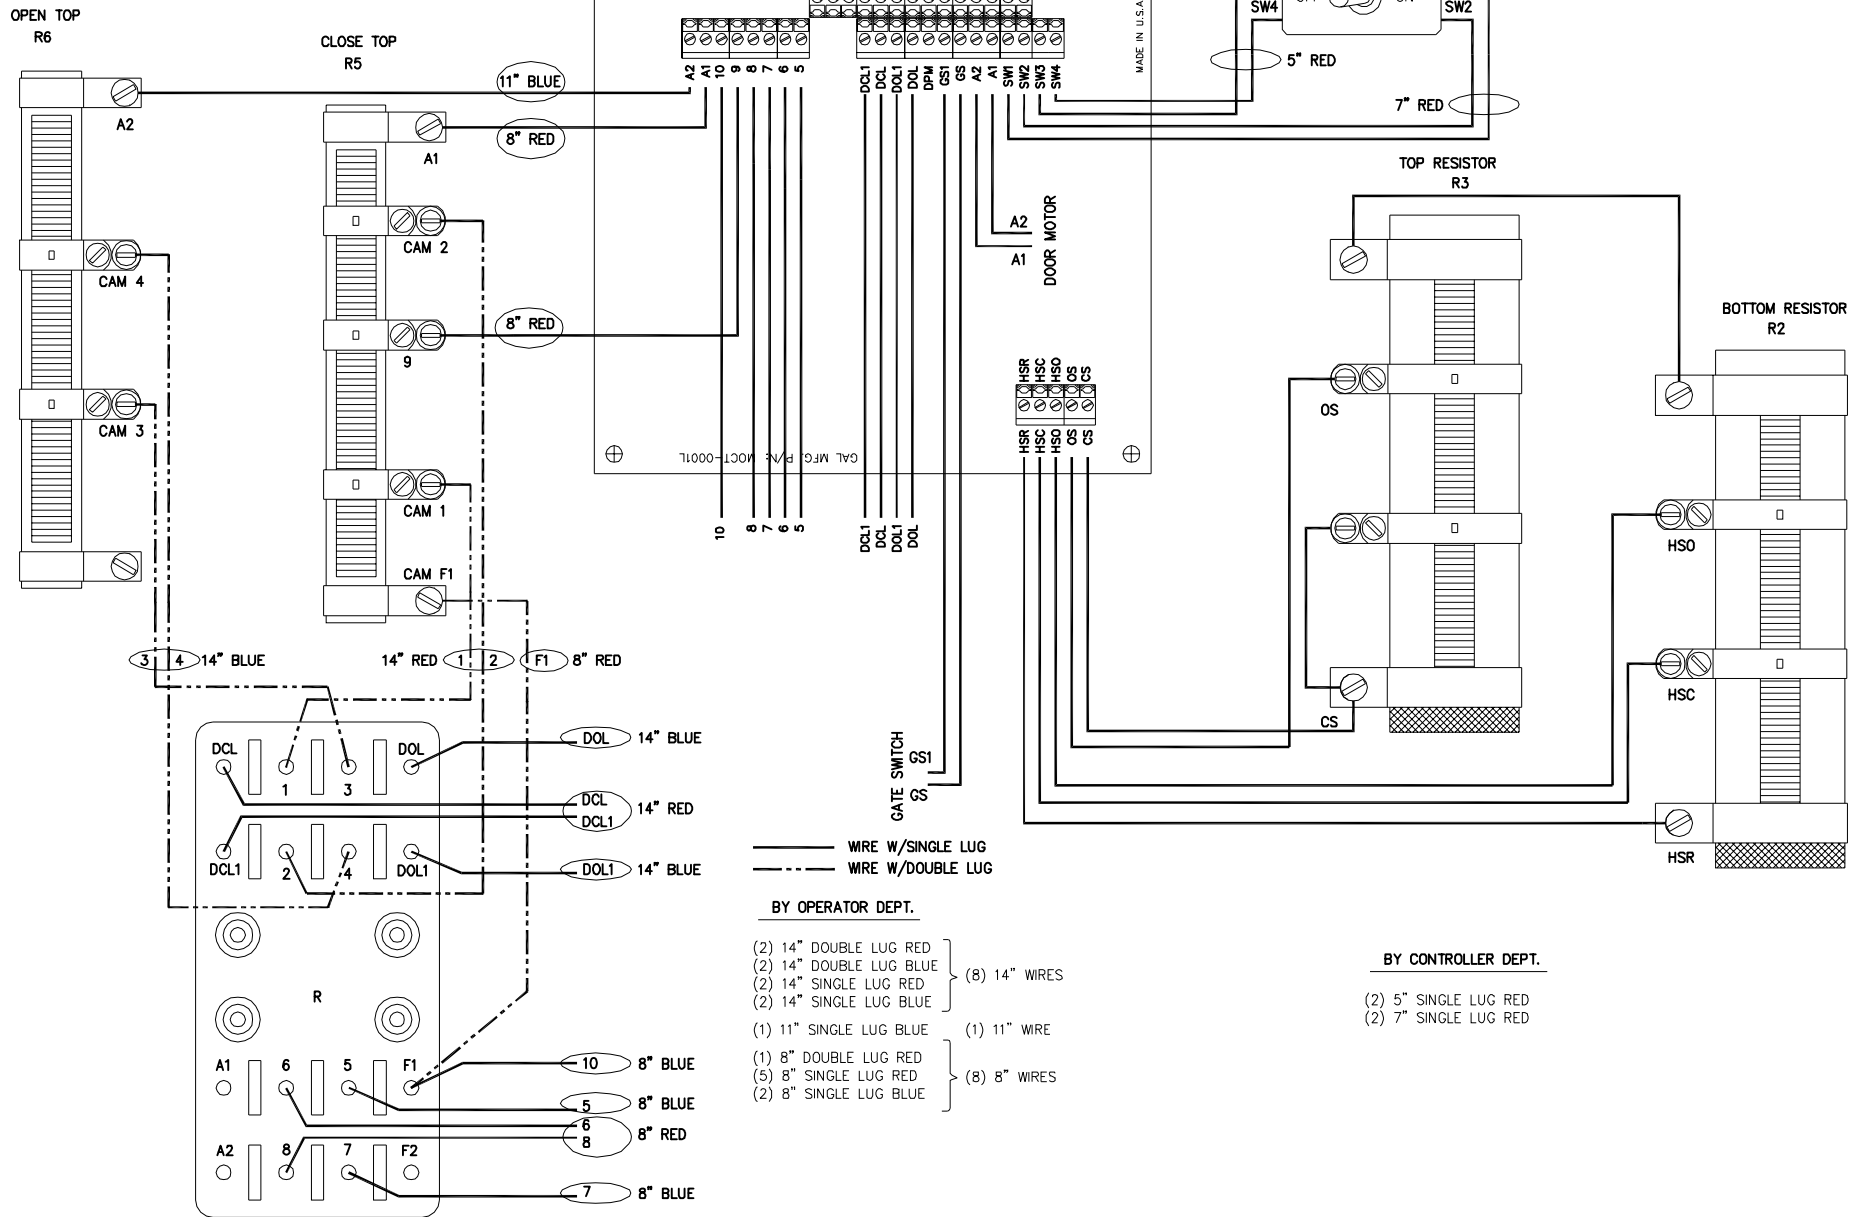 OPEN TOP
R6
CLOSE TOP
R5
11" BLUE
8" RED
A2
A1
10
9
8
7
6
5
DCL1
DCL
DOL1
DOL
DPM
GS1
GS
A2
A1
SW1
SW2
SW3
SW4
MADE IN U.S.A.
SW4
SW2
5" RED
7" RED
A2
A1
CAM 2
CAM 4
9
8" RED
CAM 3
CAM 1
CAM F1
A2
A1
DOOR MOTOR
TOP RESISTOR
R3
BOTTOM RESISTOR
R2
HSR
HSC
HSO
OS
CS
HSR
HSC
HSO
OS
CS
GAL MFG. P/N: MOCT-0001L
10
8
7
6
5
DCL1
DCL
DOL1
DOL
OS
CS
HSO
HSC
HSR
3 4 14" BLUE
14" RED 1 2
F1 8" RED
DCL
1
3
DOL
DCL1
2
4
DOL1
DOL 14" BLUE
DCL
DCL1
14" RED
DOL1 14" BLUE
GATE SWITCH
GS1
GS
WIRE W/SINGLE LUG
WIRE W/DOUBLE LUG
BY OPERATOR DEPT.
(2) 14" DOUBLE LUG RED
(2) 14" DOUBLE LUG BLUE
(2) 14" SINGLE LUG RED
(2) 14" SINGLE LUG BLUE
(8) 14" WIRES
(1) 11" SINGLE LUG BLUE (1) 11" WIRE
(1) 8" DOUBLE LUG RED
(5) 8" SINGLE LUG RED
(2) 8" SINGLE LUG BLUE
(8) 8" WIRES
BY CONTROLLER DEPT.
(2) 5" SINGLE LUG RED
(2) 7" SINGLE LUG RED
R
A1
6
5
F1
A2
8
7
F2
10 8" BLUE
5 8" BLUE
6
8
8" RED
7 8" BLUE